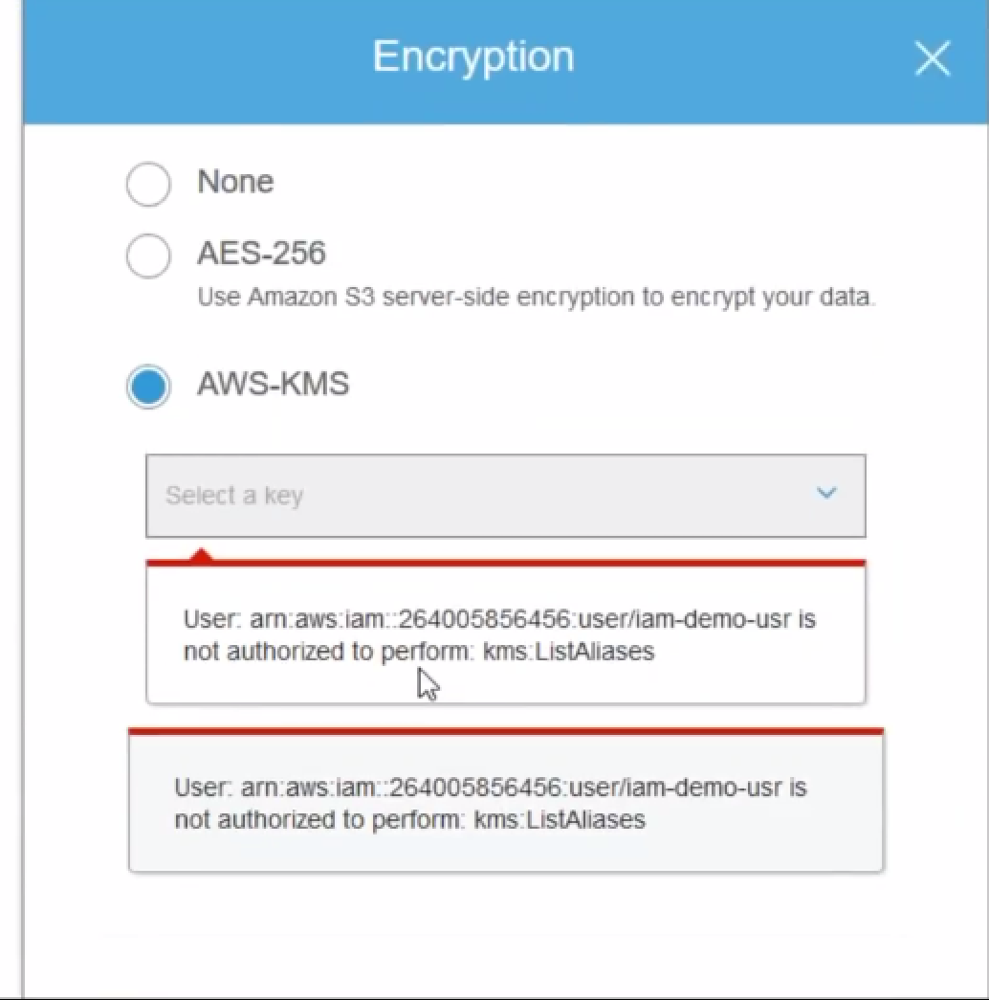 Encryption
None
AES-256
Use Amazon S3 server-side encryption to encrypt your data.
AWS-KMS
Select a key
User: arn:aws:iam::264005856456:user/iam-demo-usr is
not authorized to perform: kms:ListAliases
User: arn:aws:iam::264005856456:user/iam-demo-usr is
not authorized to perform: kms:ListAliases